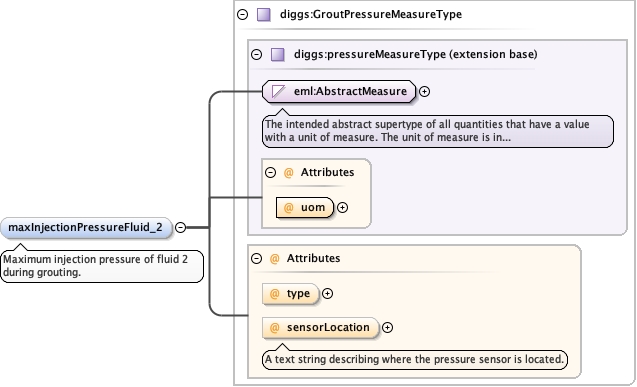 diggs:GroutPressureMeasureType
diggs:pressureMeasureType (extension base)
eml:AbstractMeasure
The intended abstract supertype of all quantities that have a value
with a unit of measure. The unit of measure is in...
@ Attributes
@ uom
maxInjectionPressureFluid_2
Maximum injection pressure of fluid 2
during grouting.
@ Attributes
@ type
@ sensorLocation
A text string describing where the pressure sensor is located.